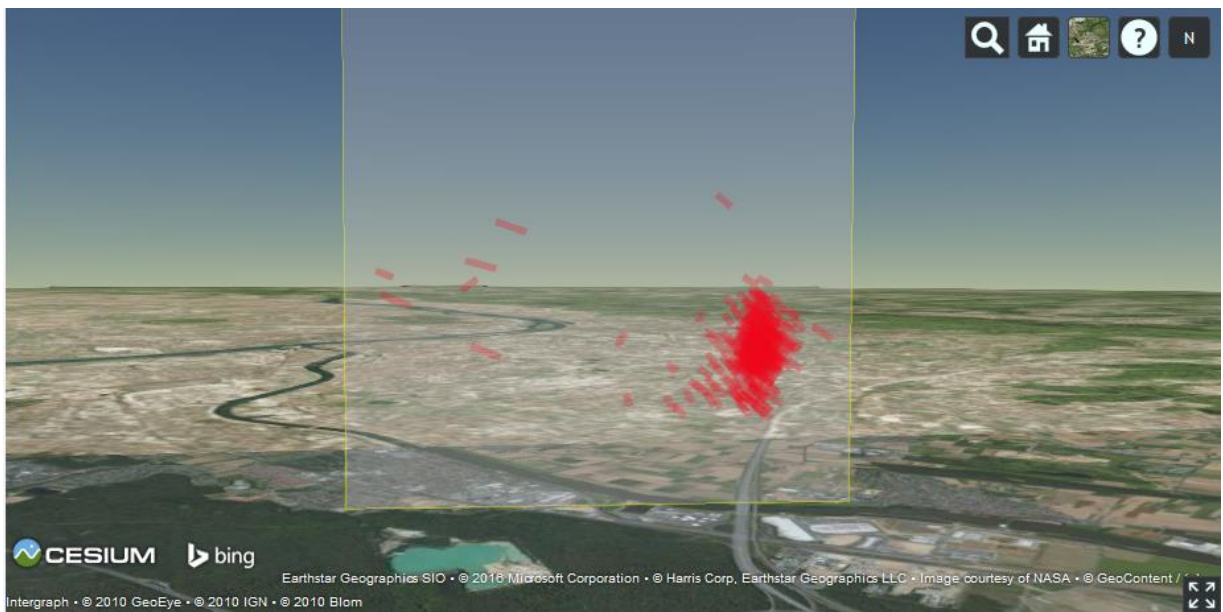 N
?
CESIUM bing
Earthstar Geographics SIO • © 2016 Microsoft Corporation • © Harris Corp, Earthstar Geographics LLC • Image courtesy of NASA • © GeoContent /
Intergraph • © 2010 GeoEye • © 2010 IGN • © 2010 Blom